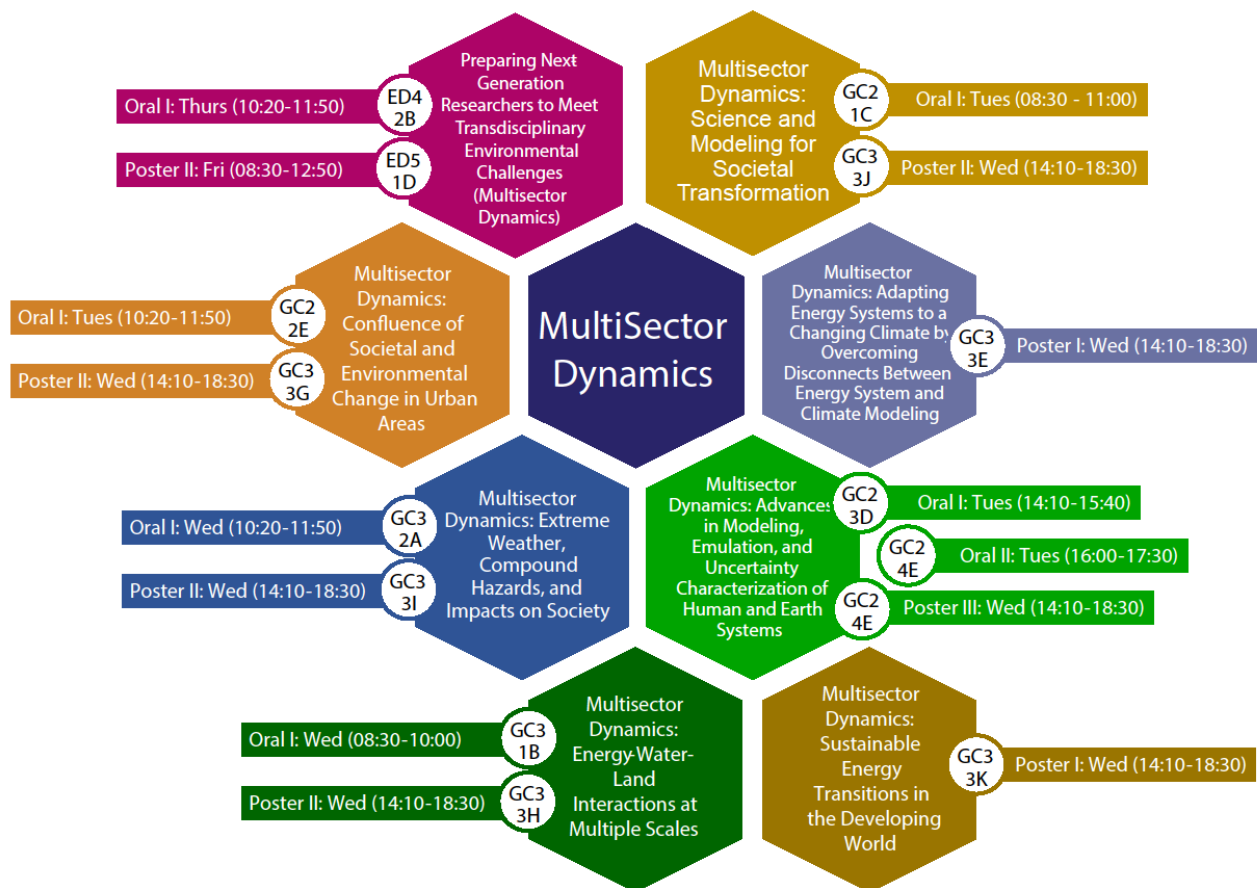 Preparing Next
Generation
Researchers to Meet
Transdisciplinary
Environmental
Challenges
(Multisector
Dynamics)
Oral I: Thurs (10:20-11:50)
ED4
2B
Poster II: Fri (08:30-12:50)
ED5
1D
Multisector
Dynamics:
Science and
Modeling for
Societal
Transformation
GC2
1C
Oral I: Tues (08:30 - 11:00)
GC3
3J
Poster II: Wed (14:10-18:30)
Multisector
Dynamics:
Confluence of
Societal and
Environmental
Change in Urban
Areas
Oral I: Tues (10:20-11:50)
GC2
2E
Poster II: Wed (14:10-18:30)
GC3
3G
MultiSector
Dynamics
Multisector
Dynamics: Adapting
Energy Systems to a
Changing Climate by
Overcoming
Disconnects Between
Energy System and
Climate Modeling
GC3
3E
Poster I: Wed (14:10-18:30)
Multisector
Dynamics: Extreme
Weather,
Compound
Hazards, and
Impacts on Society
Oral I: Wed (10:20-11:50)
GC3
2A
Poster II: Wed (14:10-18:30)
GC3
3I
Multisector
Dynamics: Advances
in Modeling,
Emulation, and
Uncertainty
Characterization of
Human and Earth
Systems
GC2
3D
Oral I: Tues (14:10-15:40)
GC2
4E
Oral II: Tues (16:00-17:30)
GC2
4E
Poster III: Wed (14:10-18:30)
Multisector
Dynamics:
Energy-Water-
Land
Interactions at
Multiple Scales
Oral I: Wed (08:30-10:00)
GC3
1B
Poster II: Wed (14:10-18:30)
GC3
3H
Multisector
Dynamics:
Sustainable
Energy
Transitions in
the Developing
World
GC3
3K
Poster I: Wed (14:10-18:30)